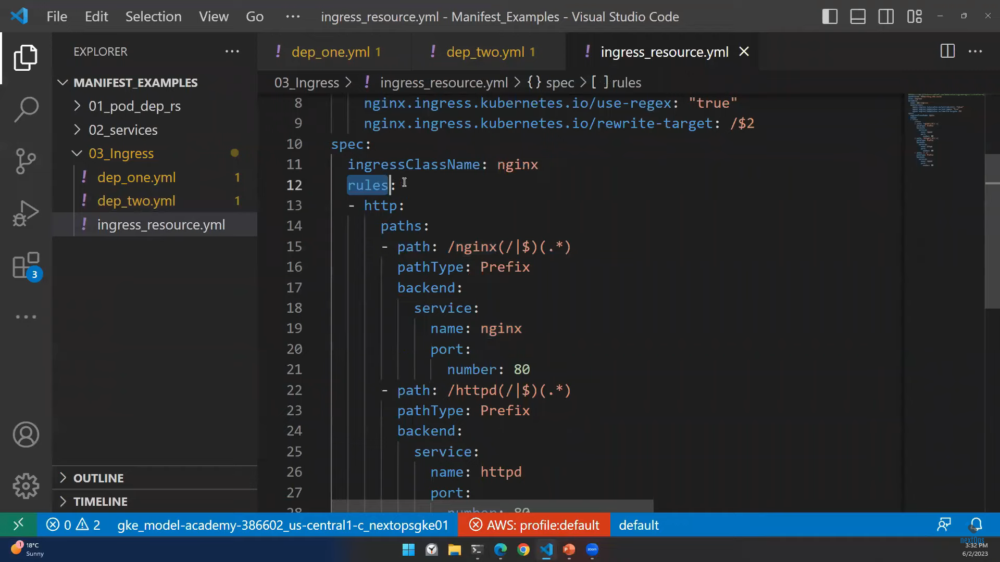 File Edit Selection View Go ... ingress_resource.yml - Manifest_Examples - Visual Studio Code
EXPLORER ...
MANIFEST_EXAMPLES
01_pod_dep_rs
02_services
03_Ingress
! dep_one.yml 1
! dep_two.yml 1
! ingress_resource.yml
3
OUTLINE
TIMELINE
! dep_one.yml 1 ! dep_two.yml 1 ! ingress_resource.yml
03_Ingress > ! ingress_resource.yml > {} spec > [ ] rules
8 nginx.ingress.kubernetes.io/use-regex: "true"
9 nginx.ingress.kubernetes.io/rewrite-target: /$2
10 spec:
11 ingressClassName: nginx
12 rules:
13 - http:
14 paths:
15 - path: /nginx(/|$)(.*)
16 pathType: Prefix
17 backend:
18 service:
19 name: nginx
20 port:
21 number: 80
22 - path: /httpd(/|$)(.*)
23 pathType: Prefix
24 backend:
25 service:
26 name: httpd
27 port:
28 number: 80
0 2 gke_model-academy-386602_us-central1-c_nextopsgke01 AWS: profile:default default
nextOps
1 18°C
Sunny
zoom
3:32 PM
6/2/2023